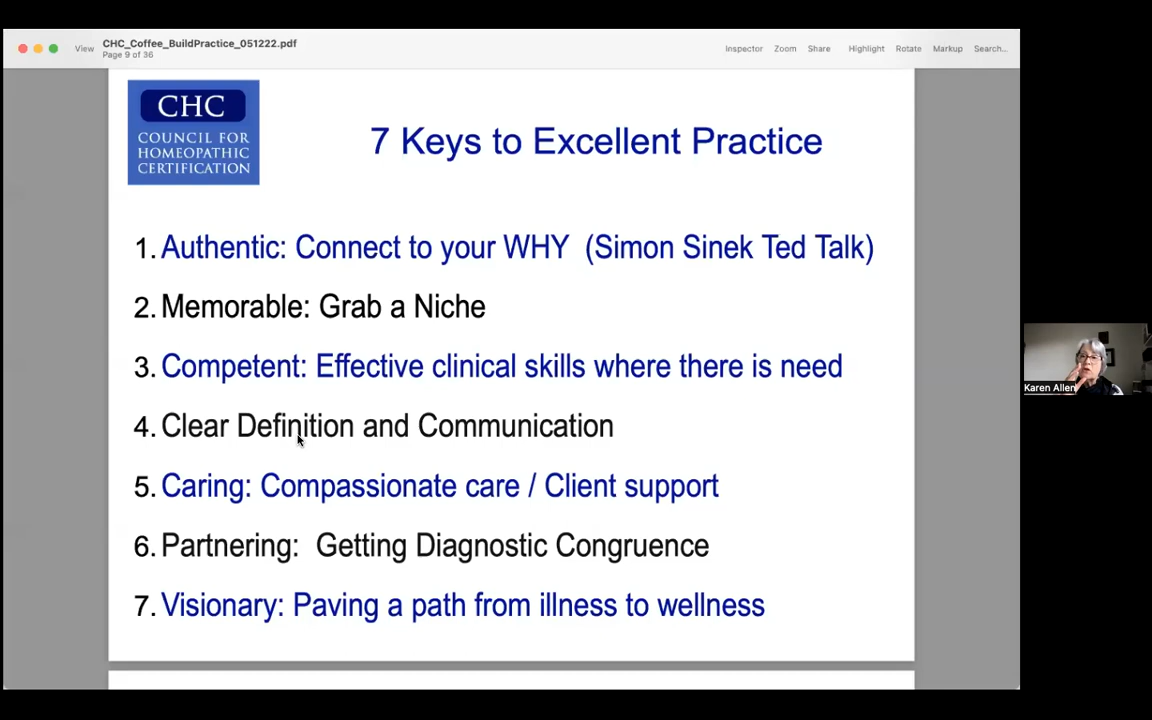 View
CHC_Coffee_BuildPractice_051222.pdf
Page 9 of 36
Inspector
Zoom
Share
Highlight
Rotate
Markup
Search...
CHC
COUNCIL FOR
HOMEOPATHIC
CERTIFICATION
7 Keys to Excellent Practice
1. Authentic: Connect to your WHY (Simon Sinek Ted Talk)
2. Memorable: Grab a Niche
3. Competent: Effective clinical skills where there is need
4. Clear Definition and Communication
5. Caring: Compassionate care / Client support
6. Partnering: Getting Diagnostic Congruence
7. Visionary: Paving a path from illness to wellness
Karen Allen